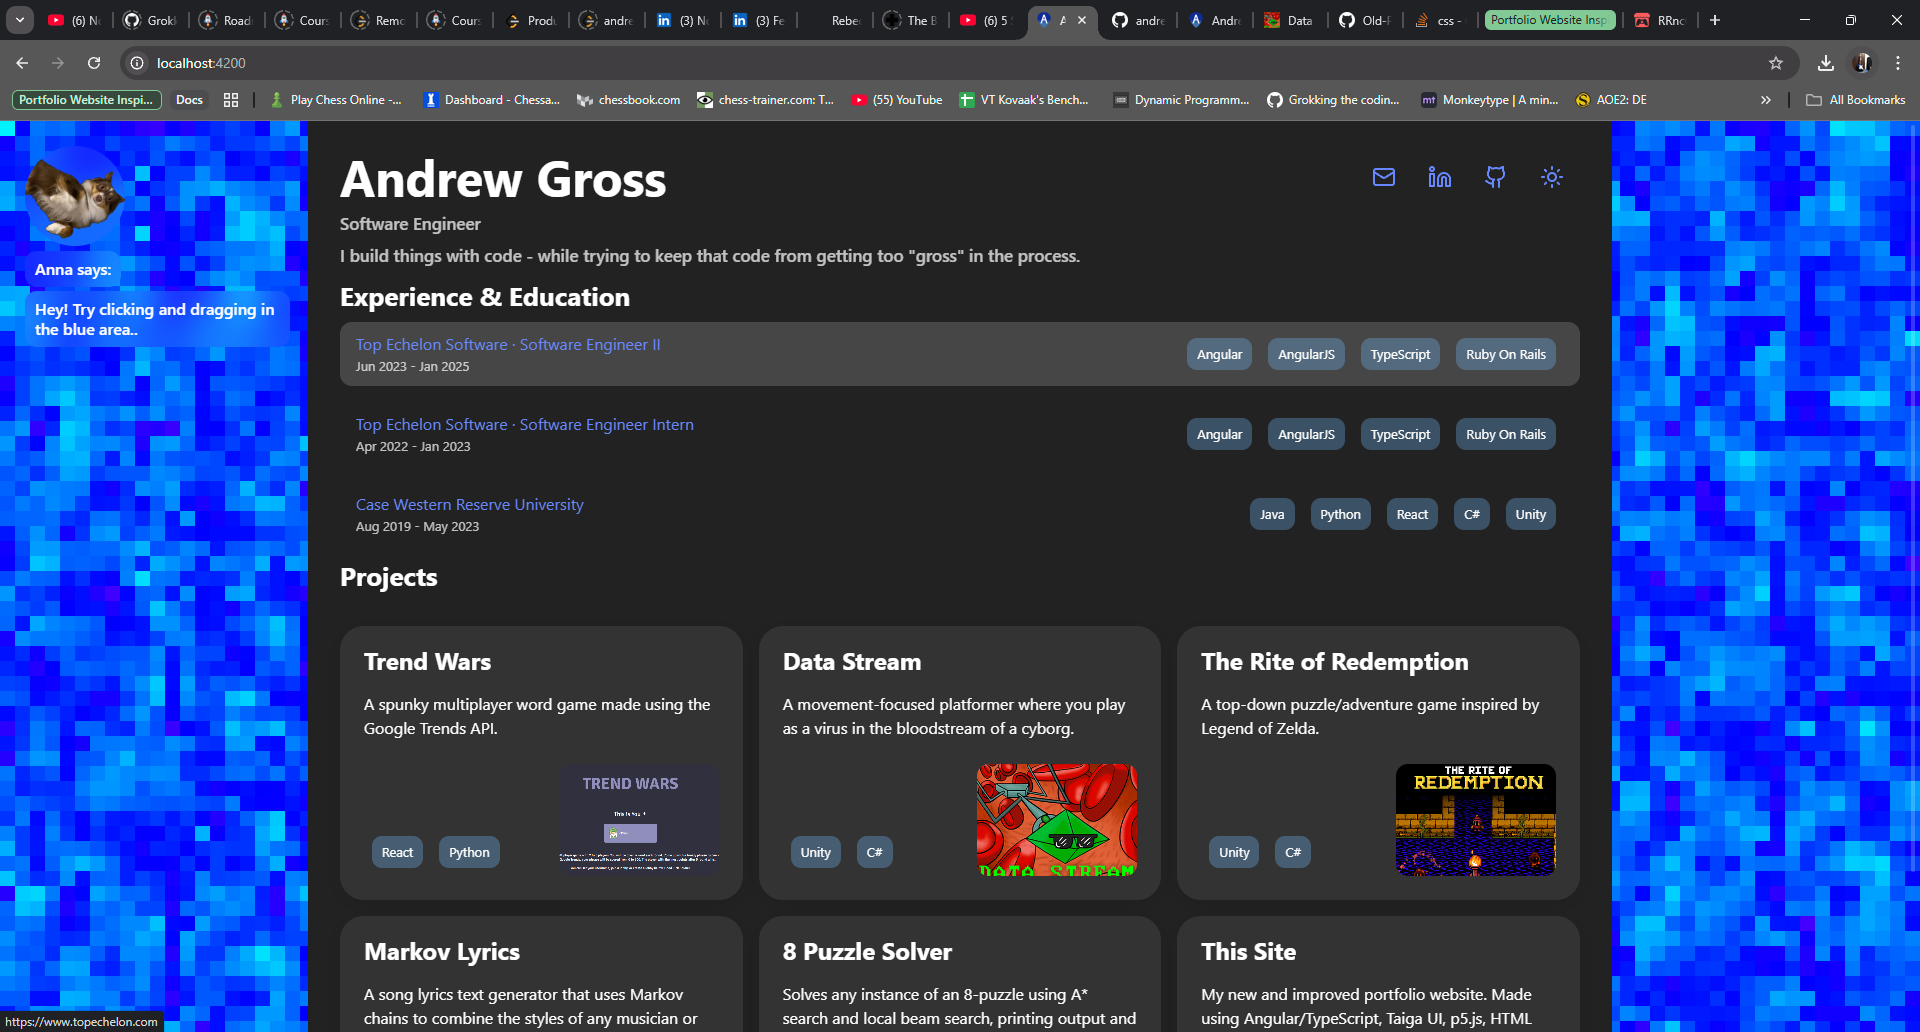 (6) N
Grok
Road
Cours
Remo
Cours
Produ
andre
(3) N
(3) Fe
Rebec
The B
(6) 5
A
andre
Andre
Data
Old-P
css -
Portfolio Website Insp
RRnc
localhost:4200
Portfolio Website Inspi...
Docs
Play Chess Online -...
Dashboard - Chessa...
chessbook.com
chess-trainer.com: T...
(55) YouTube
VT Kovaak's Bench...
Dynamic Programm...
Grokking the codin...
Monkeytype | A min...
AOE2: DE
All Bookmarks
Andrew Gross
Software Engineer
I build things with code - while trying to keep that code from getting too "gross" in the process.
Anna says:
Hey! Try clicking and dragging in
the blue area..
Experience & Education
Top Echelon Software · Software Engineer II
Jun 2023 - Jan 2025
Angular
AngularJS
TypeScript
Ruby On Rails
Top Echelon Software · Software Engineer Intern
Apr 2022 - Jan 2023
Angular
AngularJS
TypeScript
Ruby On Rails
Case Western Reserve University
Aug 2019 - May 2023
Java
Python
React
C#
Unity
Projects
Trend Wars
A spunky multiplayer word game made using the
Google Trends API.
TREND WARS
This Is You
React
Python
Data Stream
A movement-focused platformer where you play
as a virus in the bloodstream of a cyborg.
DATA STREAM
Unity
C#
The Rite of Redemption
A top-down puzzle/adventure game inspired by
Legend of Zelda.
THE RITE OF
REDEMPTION
Unity
C#
Markov Lyrics
A song lyrics text generator that uses Markov
chains to combine the styles of any musician or
8 Puzzle Solver
Solves any instance of an 8-puzzle using A*
search and local beam search, printing output and
This Site
My new and improved portfolio website. Made
using Angular/TypeScript, Taiga UI, p5.js, HTML
https://www.topechelon.com